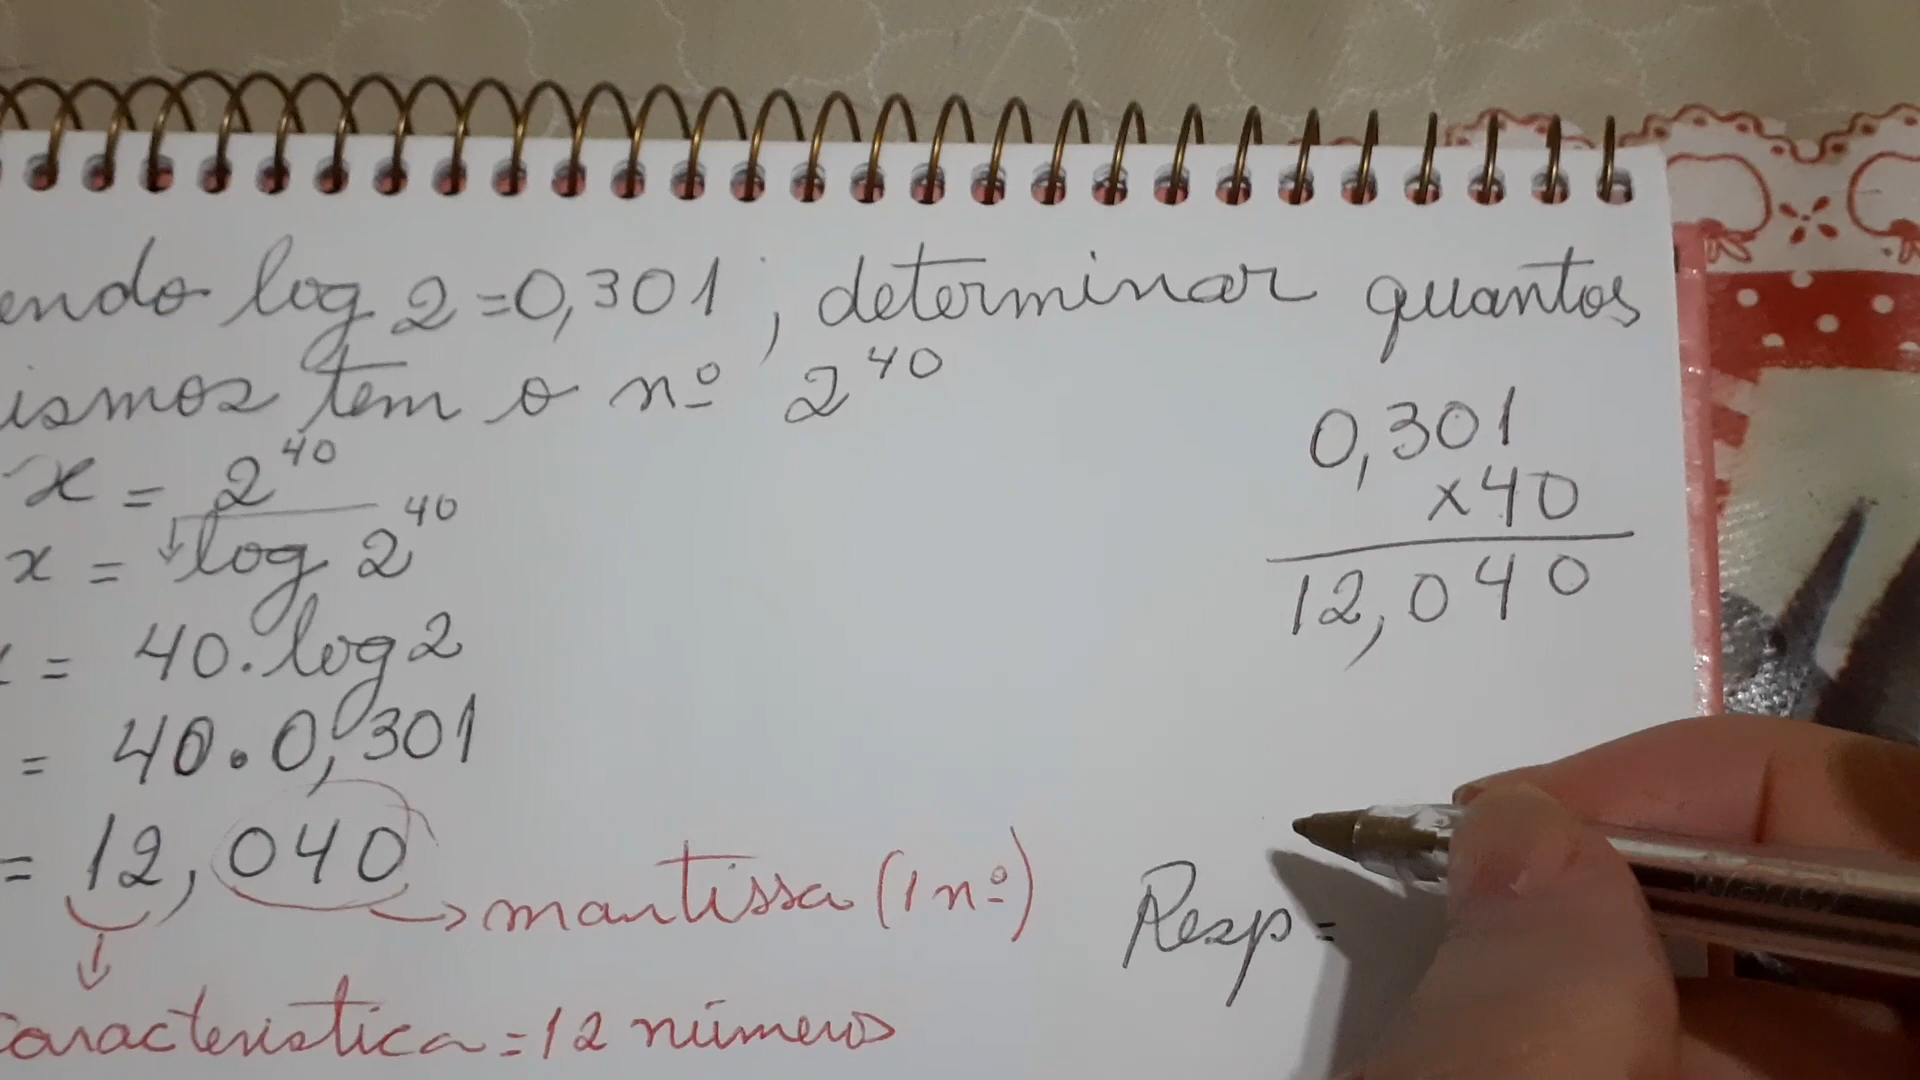 endo log 2 = 0,301, determinar quantos
ismos tem o nº 2⁴⁰
x = 2⁴⁰
x = log 2⁴⁰
= 40. log 2
= 40 . 0,301
= 12,040
mantissa (1 nº)
característica = 12 números
0,301
x40
12,040
Resp =